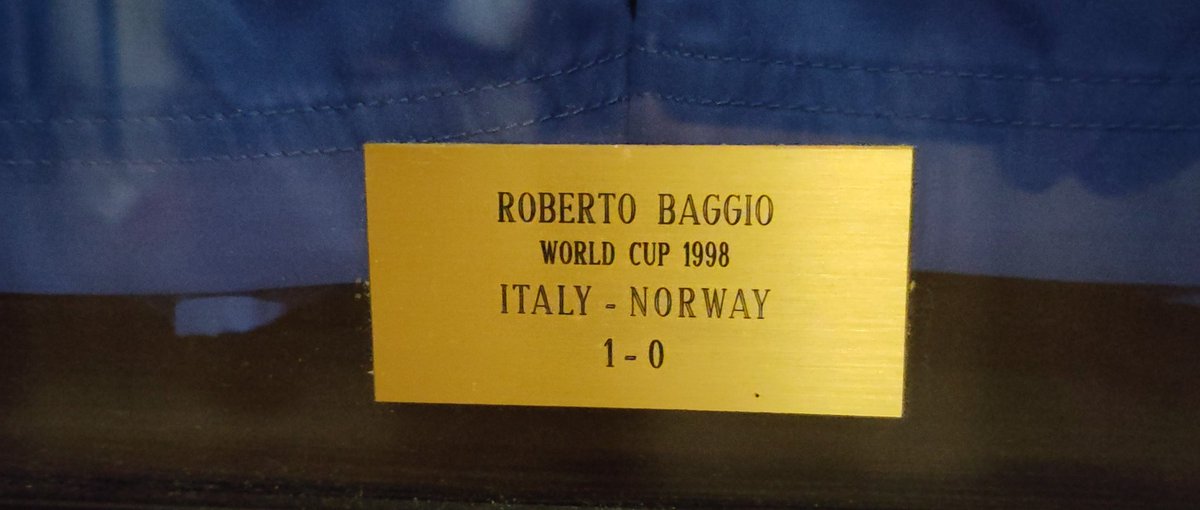 ROBERTO BAGGIO
WORLD CUP 1998
ITALY - NORWAY
1 - 0